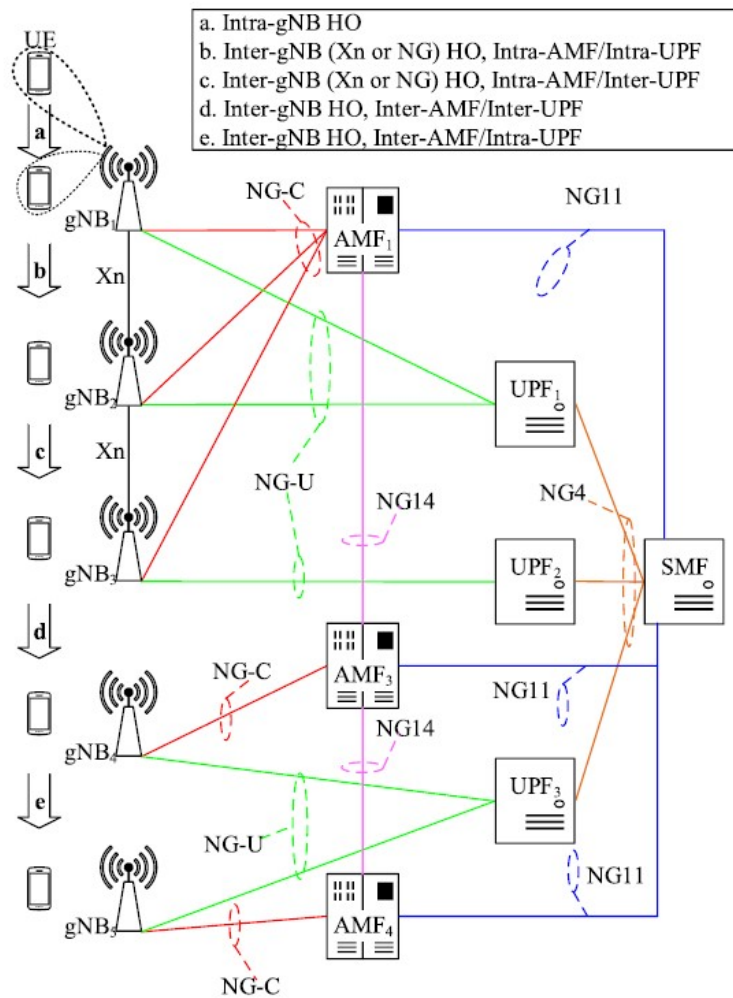 UE
a. Intra-gNB HO
b. Inter-gNB (Xn or NG) HO, Intra-AMF/Intra-UPF
c. Inter-gNB (Xn or NG) HO, Intra-AMF/Inter-UPF
d. Inter-gNB HO, Inter-AMF/Inter-UPF
e. Inter-gNB HO, Inter-AMF/Intra-UPF
a
NG-C
NG11
gNB₁
AMF₁
b
Xn
gNB₂
UPF₁
c
Xn
NG-U
NG14
NG4
gNB₃
UPF₂
SMF
d
NG-C
AMF₃
NG11
gNB₄
NG14
UPF₃
e
NG-U
NG11
gNB₅
AMF₄
NG-C